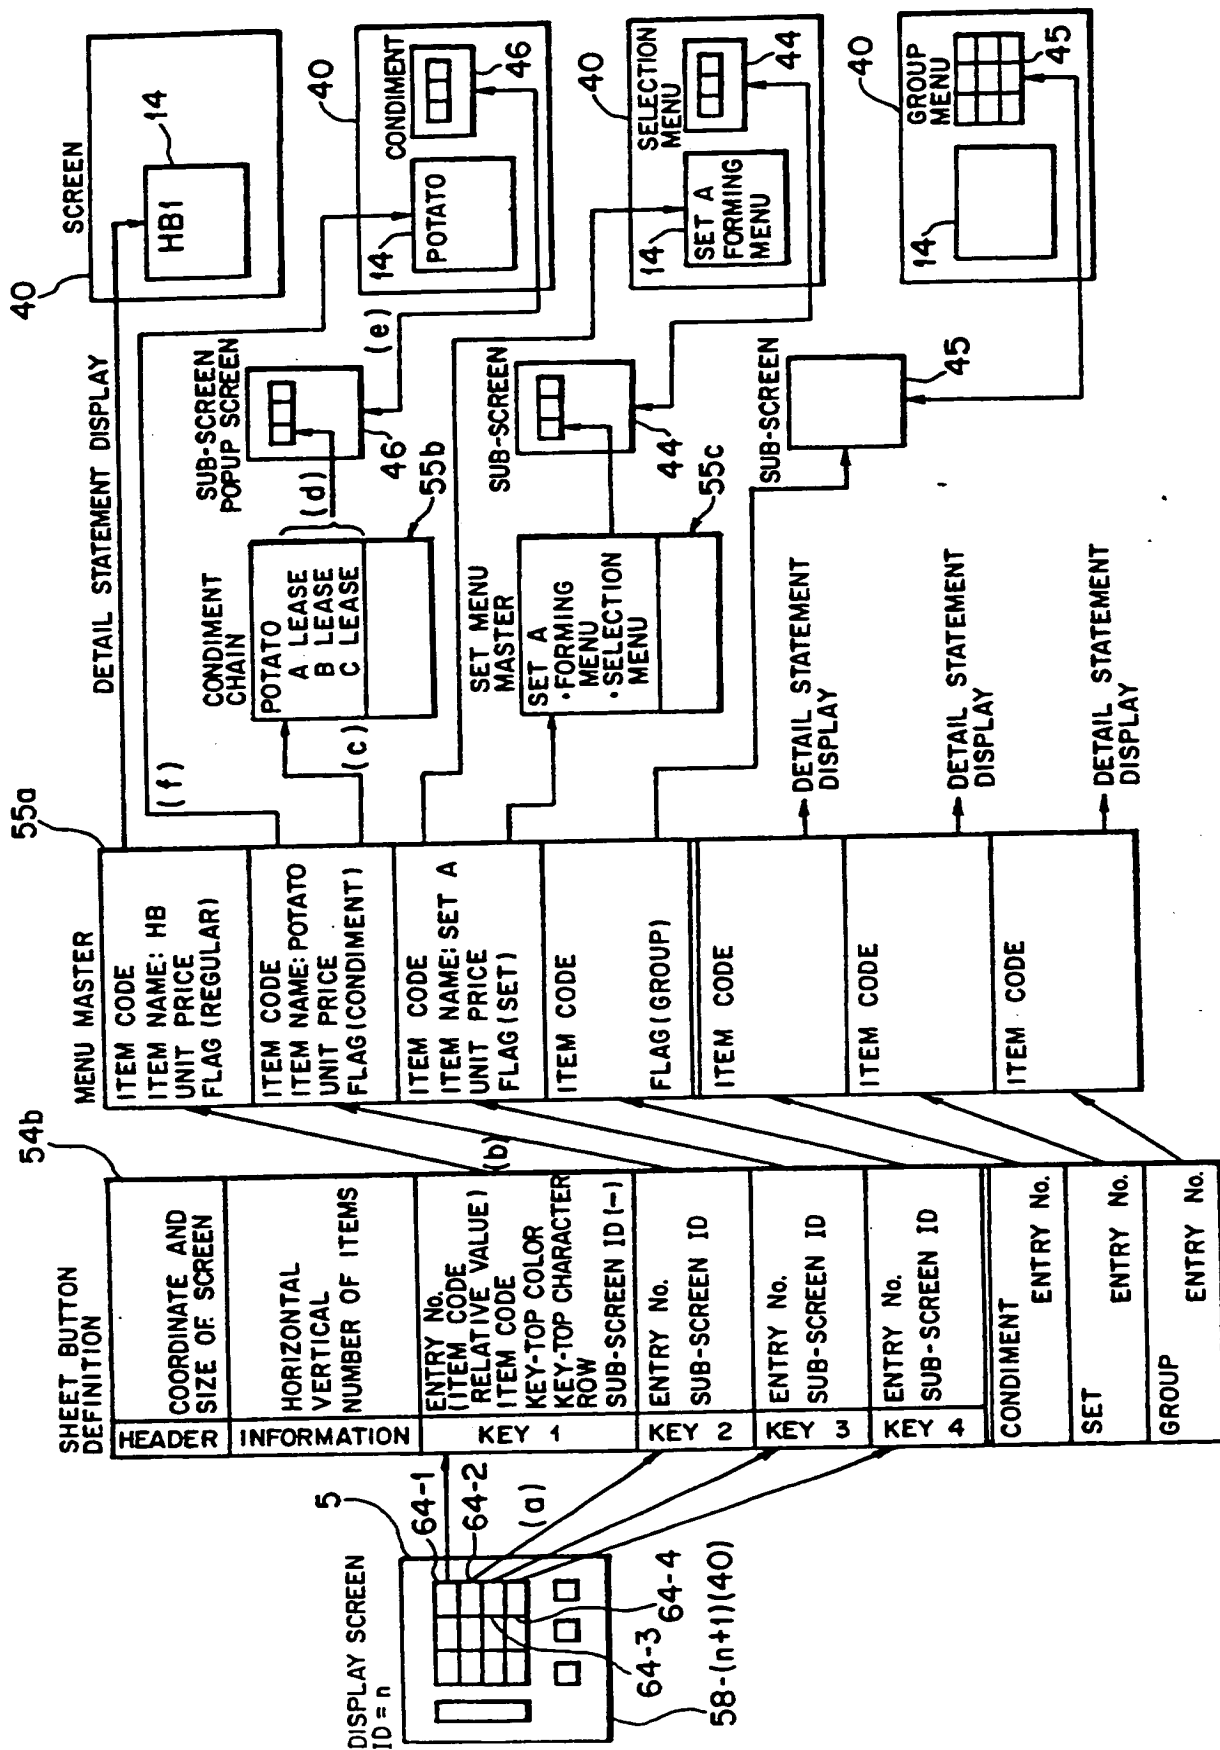 DISPLAY SCREEN
ID = n
5
64-1
64-2
(a)
64-3
64-4
58-(n+1)(40)
SHEET BUTTON
DEFINITION
54b
HEADER
COORDINATE AND
SIZE OF SCREEN
INFORMATION
HORIZONTAL
VERTICAL
NUMBER OF ITEMS
KEY 1
ENTRY No.
(ITEM CODE
RELATIVE VALUE)
ITEM CODE
KEY-TOP COLOR
KEY-TOP CHARACTER
ROW
SUB-SCREEN ID (-)
KEY 2
ENTRY No.
SUB-SCREEN ID
KEY 3
ENTRY No.
SUB-SCREEN ID
KEY 4
ENTRY No.
SUB-SCREEN ID
CONDIMENT
ENTRY No.
SET
ENTRY No.
GROUP
ENTRY No.
(b)
MENU MASTER
55a
ITEM CODE
ITEM NAME: HB
UNIT PRICE
FLAG (REGULAR)
ITEM CODE
ITEM NAME: POTATO
UNIT PRICE
FLAG (CONDIMENT)
ITEM CODE
ITEM NAME: SET A
UNIT PRICE
FLAG (SET)
ITEM CODE
FLAG (GROUP)
ITEM CODE
ITEM CODE
ITEM CODE
DETAIL STATEMENT DISPLAY
(f)
(c)
CONDIMENT
CHAIN
POTATO
A LEASE
B LEASE
C LEASE
55b
(d)
SET MENU
MASTER
SET A
·FORMING
MENU
·SELECTION
MENU
55c
DETAIL STATEMENT
DISPLAY
DETAIL STATEMENT
DISPLAY
DETAIL STATEMENT
DISPLAY
SUB-SCREEN
POPUP SCREEN
46
(e)
SUB-SCREEN
44
SUB-SCREEN
45
SCREEN
40
HB1
14
40
CONDIMENT
46
14
POTATO
40
SELECTION
MENU
44
14
SET A
FORMING
MENU
40
GROUP
MENU
45
14